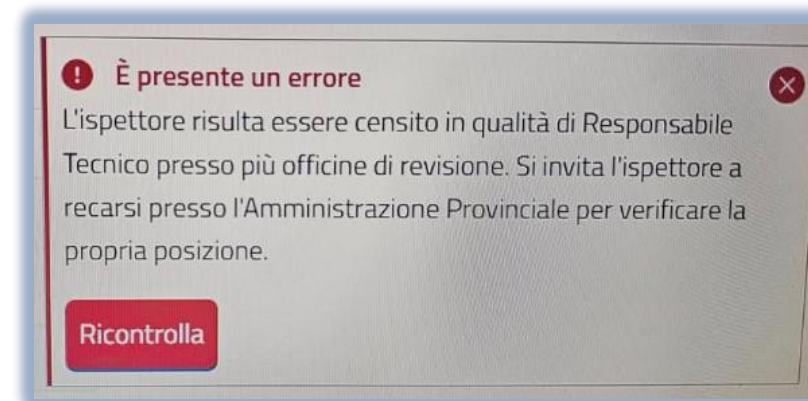 È presente un errore
L'ispettore risulta essere censito in qualità di Responsabile
Tecnico presso più officine di revisione. Si invita l'ispettore a
recarsi presso l'Amministrazione Provinciale per verificare la
propria posizione.
Ricontrolla